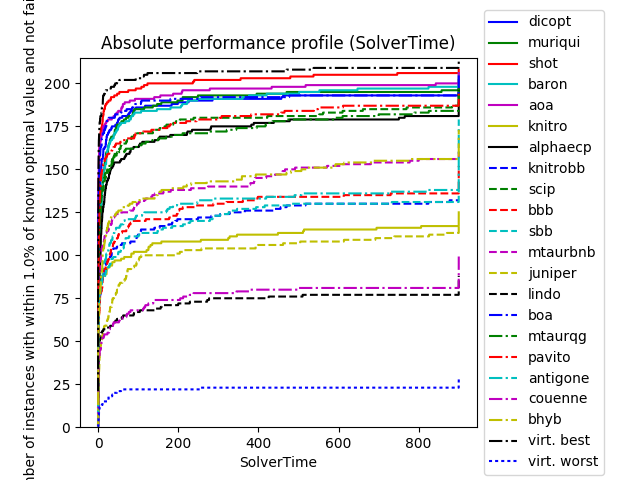 Absolute performance profile (SolverTime)
of instances with within 1.0% of known optimal value and not
200
175
150
125
100
75
50
25
0
0 200 400 600 800
SolverTime
dicopt
muriqui
shot
baron
aoa
knitro
alphaecp
knitrobb
scip
bbb
sbb
mtaurbnb
juniper
lindo
boa
mtaurqg
pavito
antigone
couenne
bhyb
virt. best
virt. worst